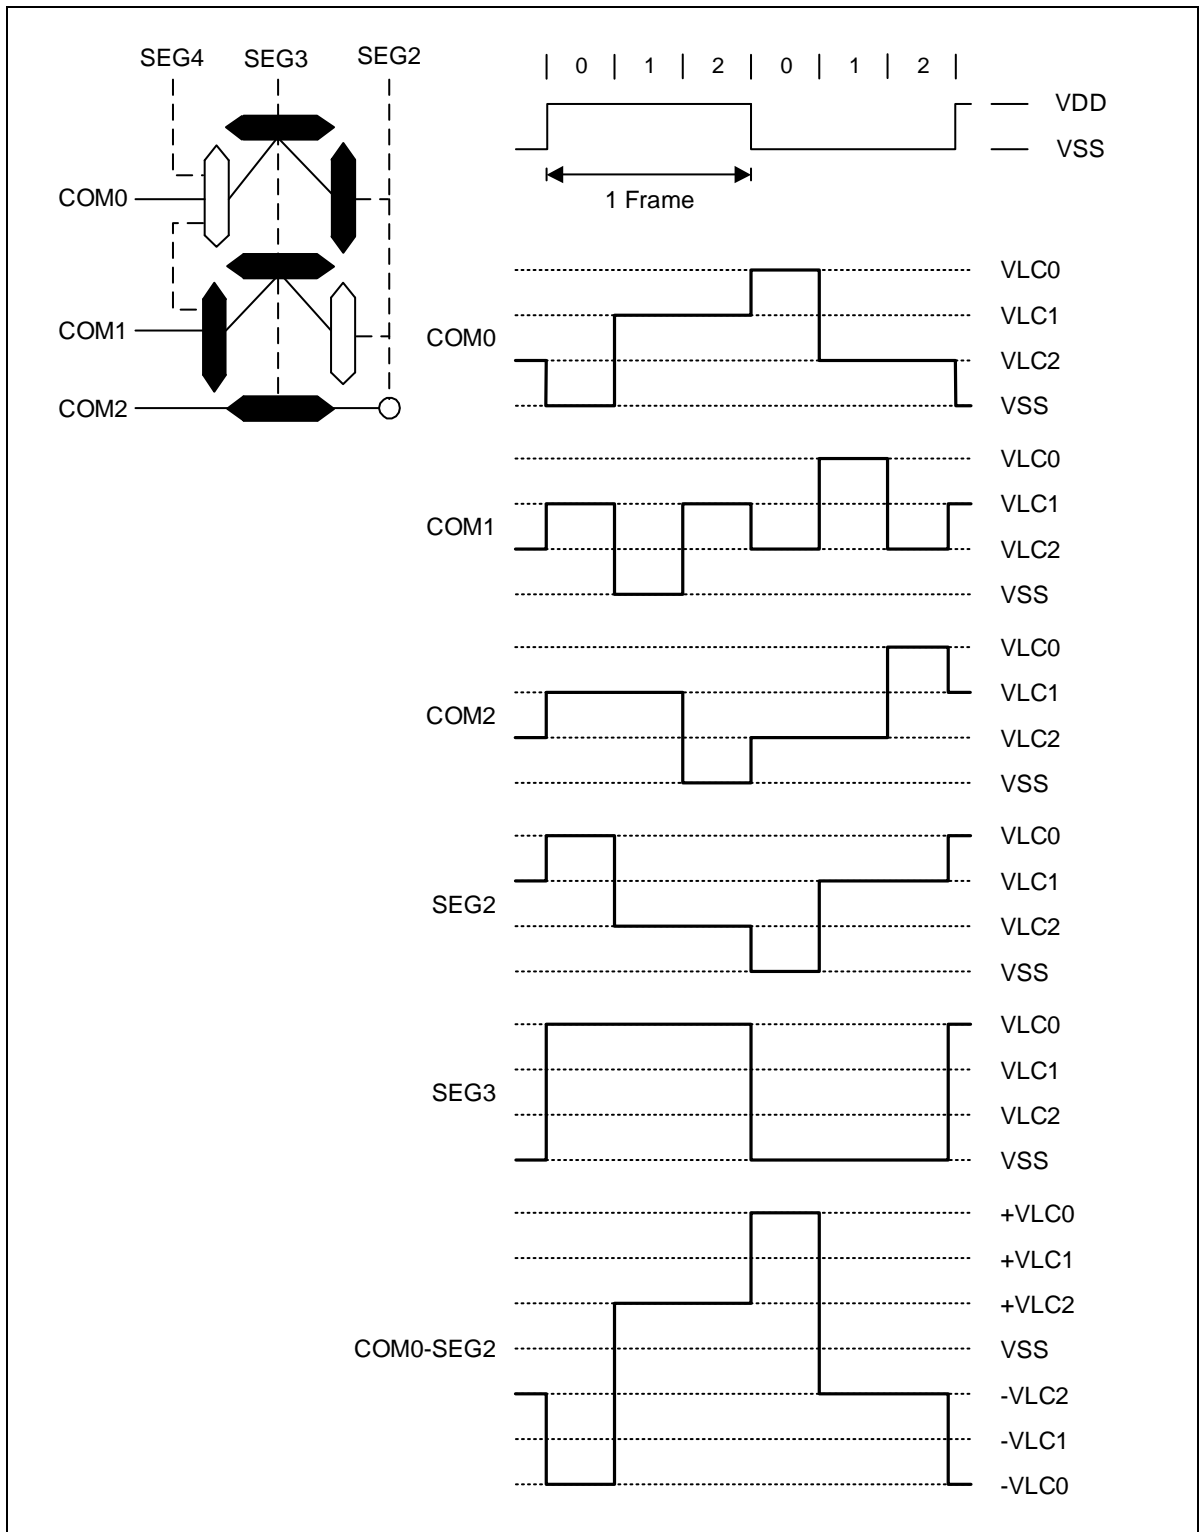 SEG4 SEG3 SEG2
| 0 | 1 | 2 | 0 | 1 | 2 |
VDD
VSS
1 Frame
COM0
COM1
COM2
VLC0
VLC1
COM0
VLC2
VSS
VLC0
VLC1
COM1
VLC2
VSS
VLC0
VLC1
COM2
VLC2
VSS
VLC0
VLC1
SEG2
VLC2
VSS
VLC0
VLC1
SEG3
VLC2
VSS
+VLC0
+VLC1
+VLC2
COM0-SEG2
VSS
-VLC2
-VLC1
-VLC0